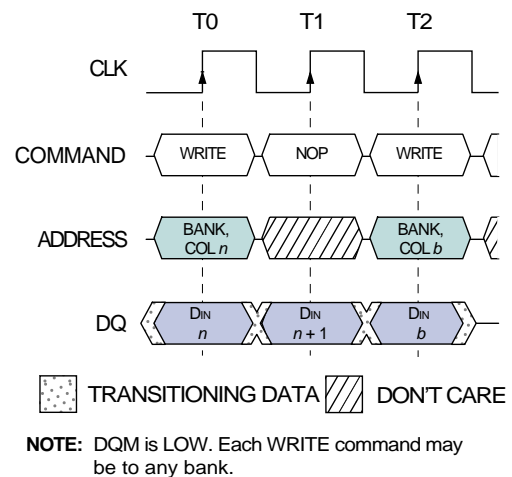 T0 T1 T2
CLK
COMMAND WRITE NOP WRITE
ADDRESS BANK, COL n BANK, COL b
DQ DIN n DIN n + 1 DIN b
TRANSITIONING DATA DON'T CARE
NOTE: DQM is LOW. Each WRITE command may
be to any bank.